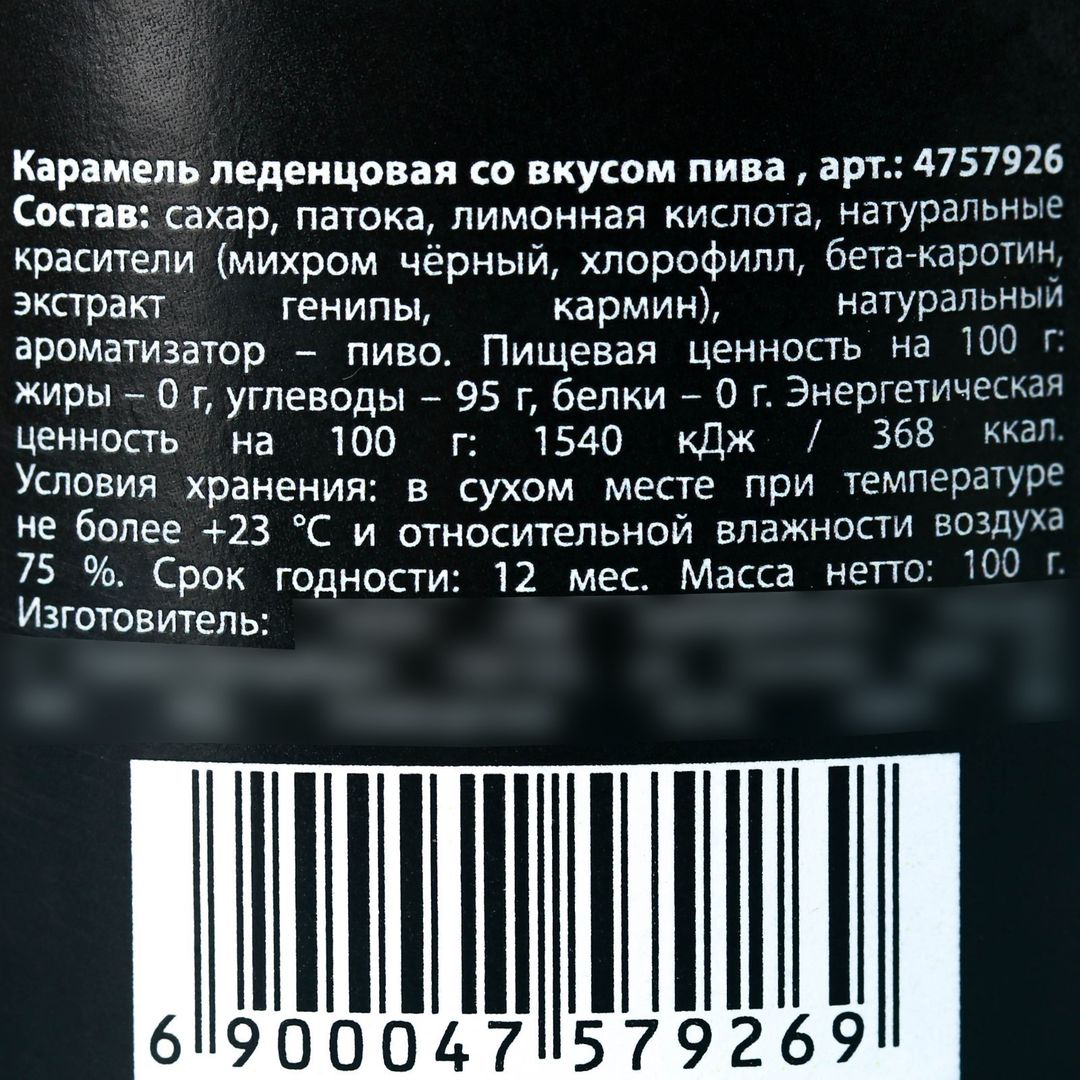 Карамель леденцовая со вкусом пива , арт.: 4757926
Состав: сахар, патока, лимонная кислота, натуральные
красители (михром чёрный, хлорофилл, бета-каротин,
экстракт генипы, кармин), натуральный
ароматизатор – пиво. Пищевая ценность на 100 г:
жиры – 0 г, углеводы – 95 г, белки – 0 г. Энергетическая
ценность на 100 г: 1540 кДж / 368 ккал.
Условия хранения: в сухом месте при температуре
не более +23 °C и относительной влажности воздуха
75 %. Срок годности: 12 мес. Масса нетто: 100 г.
Изготовитель:
6 900047 579269